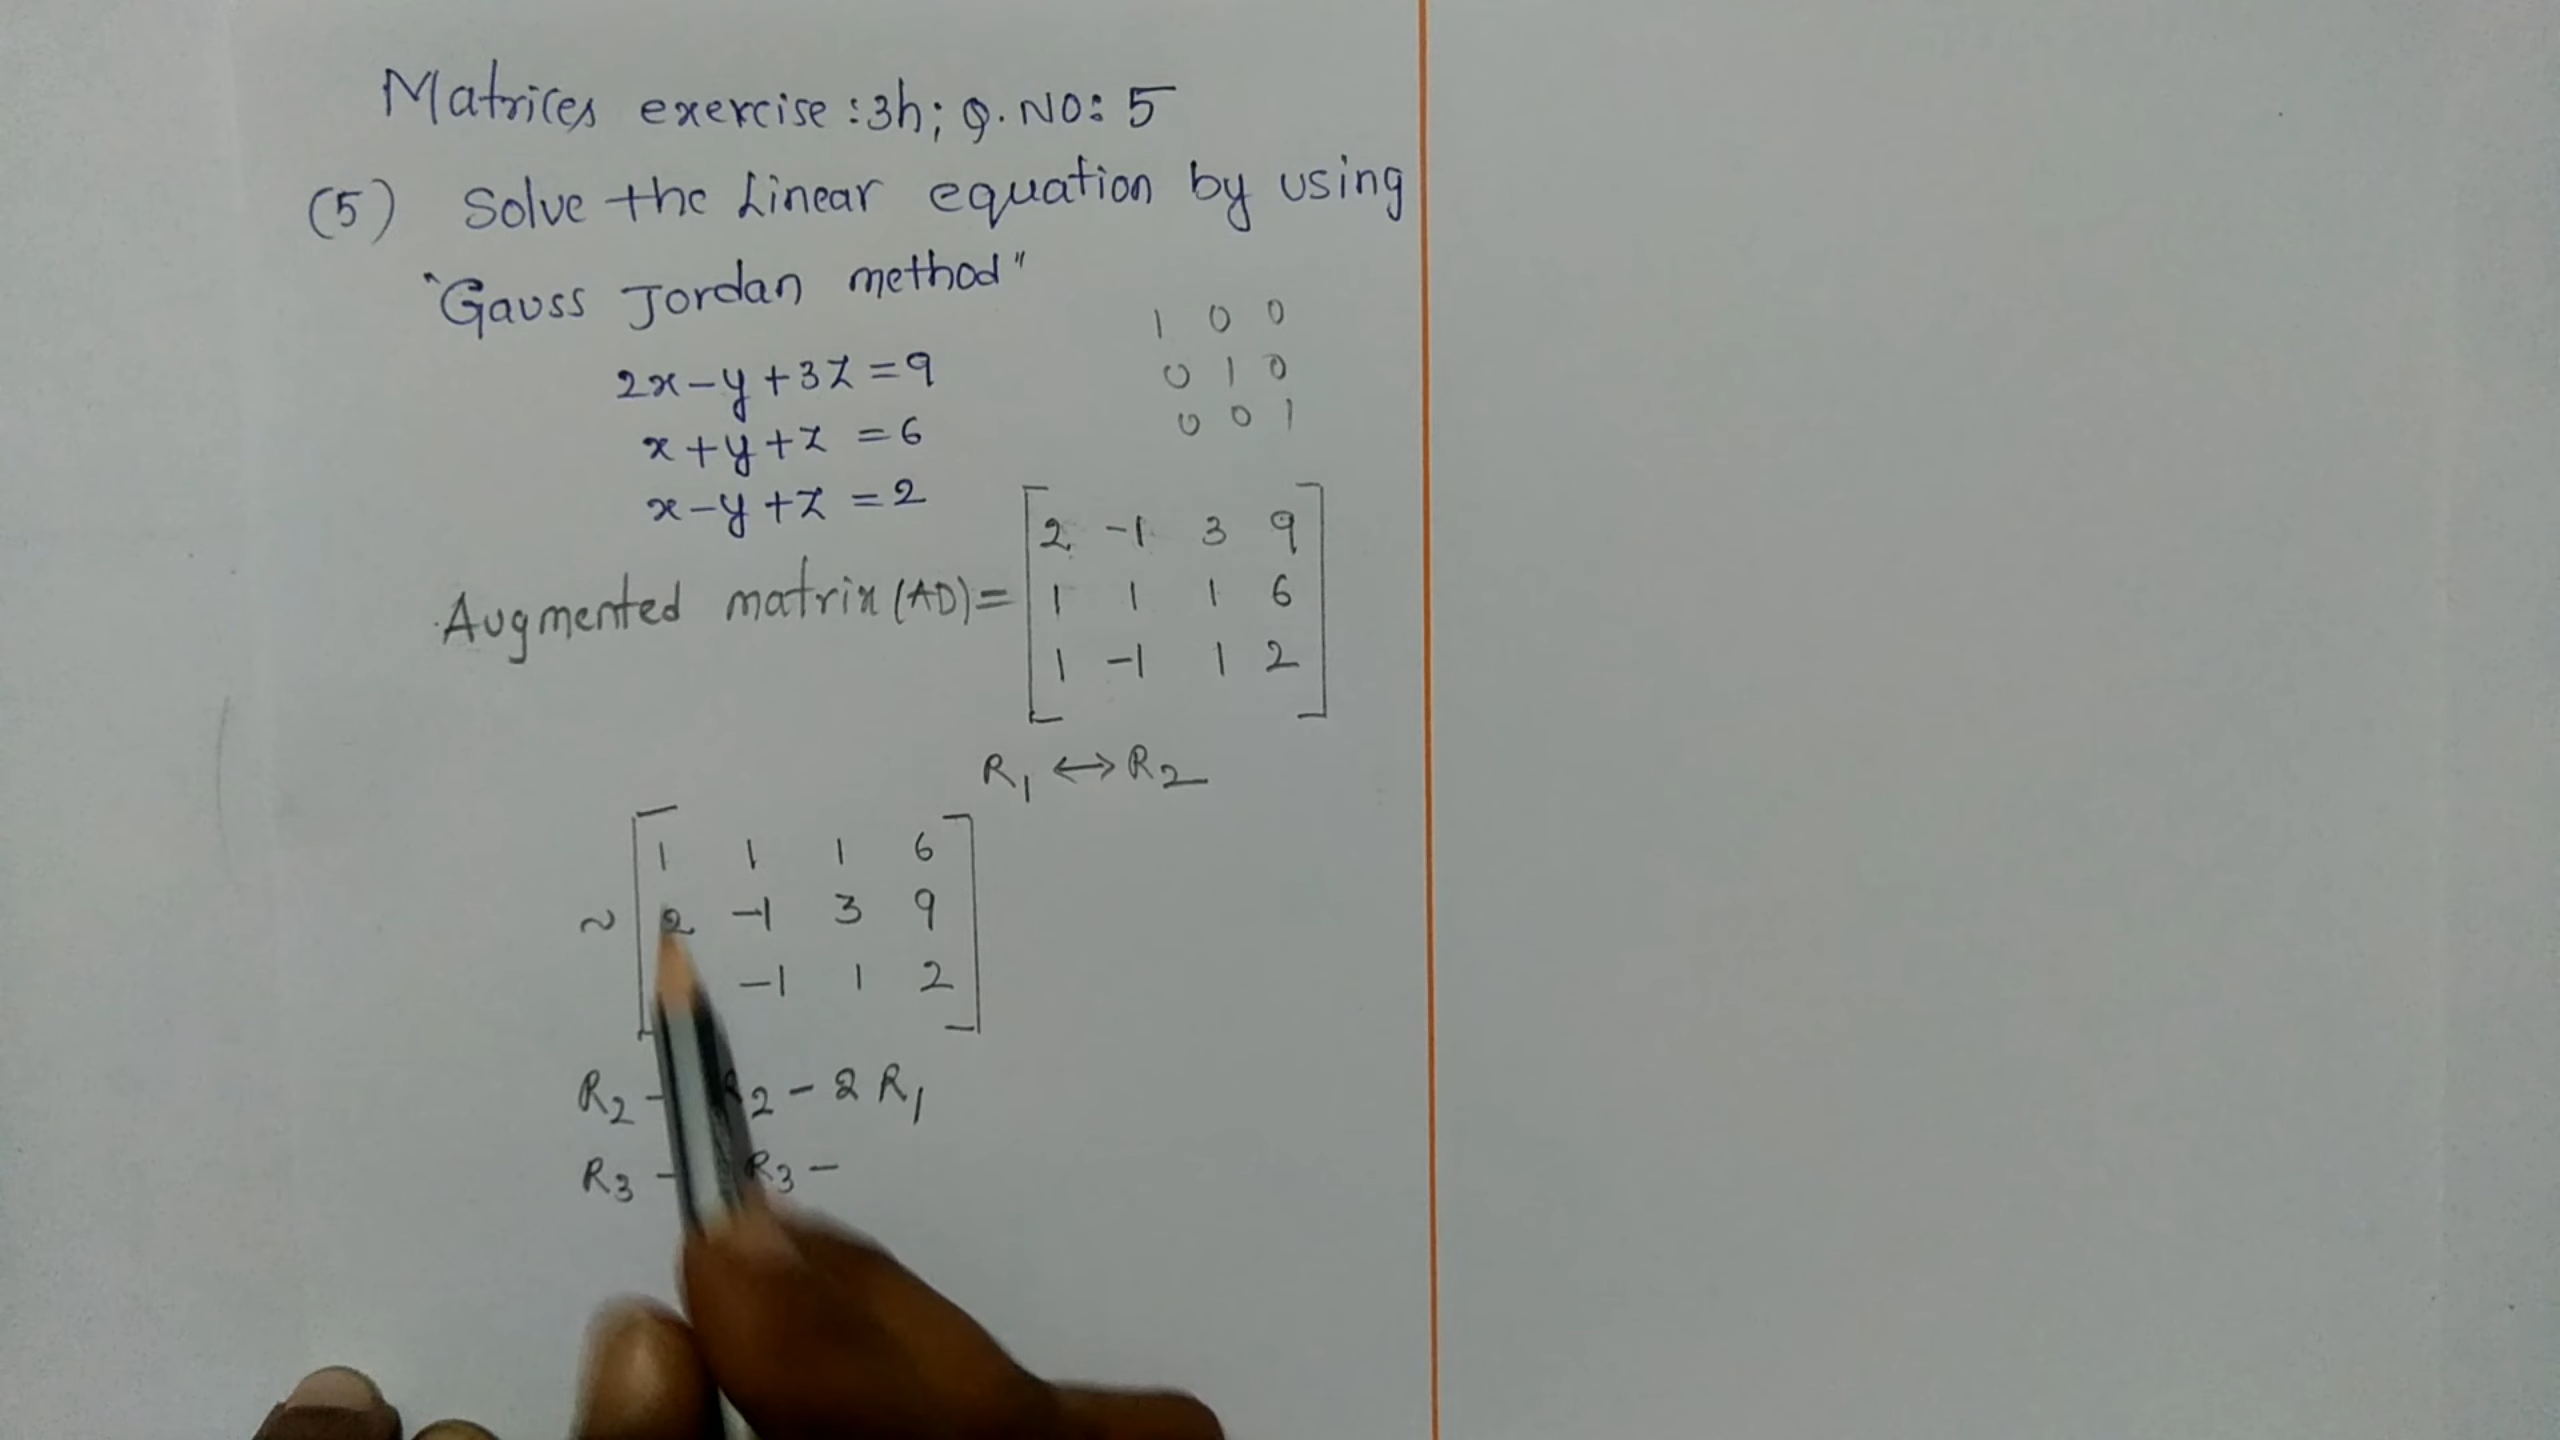 Matrices exercise :3h; Q. NO: 5
(5) Solve the Linear equation by using
"Gauss Jordan method"
2x-y+3z=9
x+y+z=6
x-y+z=2
1 0 0
0 1 0
0 0 1
Augmented matrix (AD)=
2 -1 3 9
1 1 1 6
1 -1 1 2
R1 ↔ R2
1 1 1 6
~ 2 -1 3 9
-1 1 2
R2 - R2 - 2 R1
R3 - R3 -